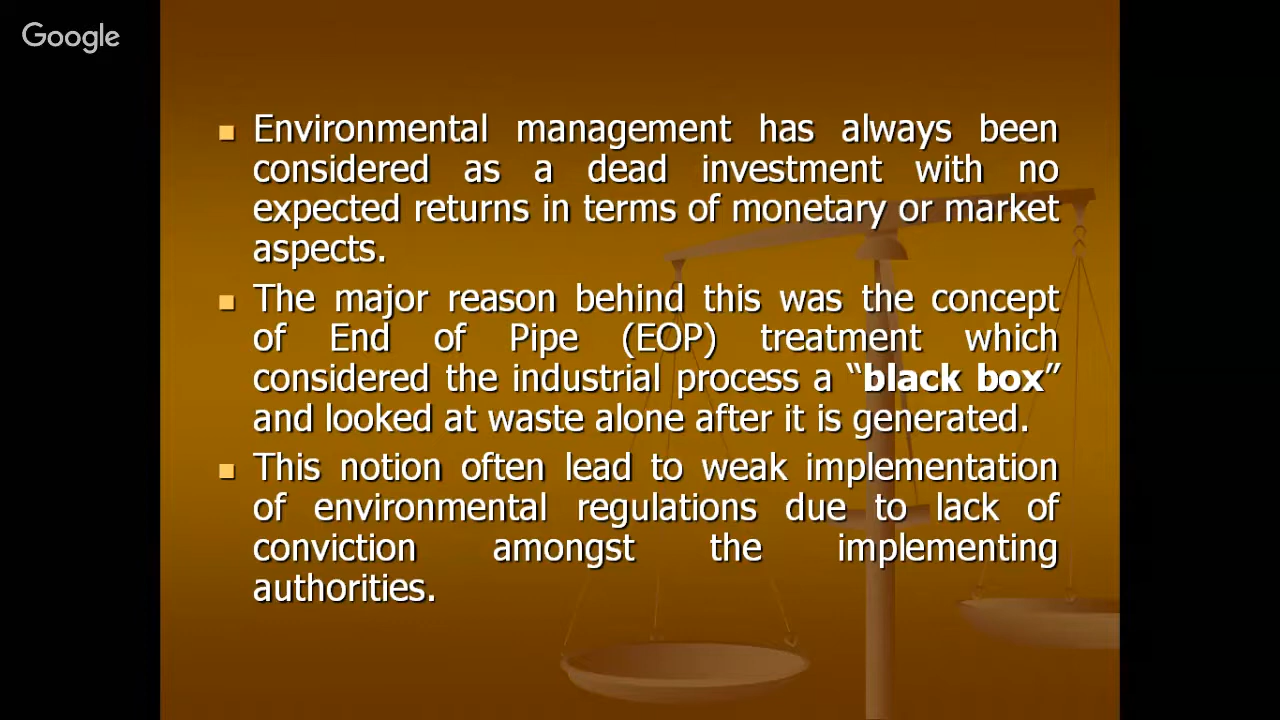 Google
Environmental management has always been
considered as a dead investment with no
expected returns in terms of monetary or market
aspects.
The major reason behind this was the concept
of End of Pipe (EOP) treatment which
considered the industrial process a “black box”
and looked at waste alone after it is generated.
This notion often lead to weak implementation
of environmental regulations due to lack of
conviction amongst the implementing
authorities.